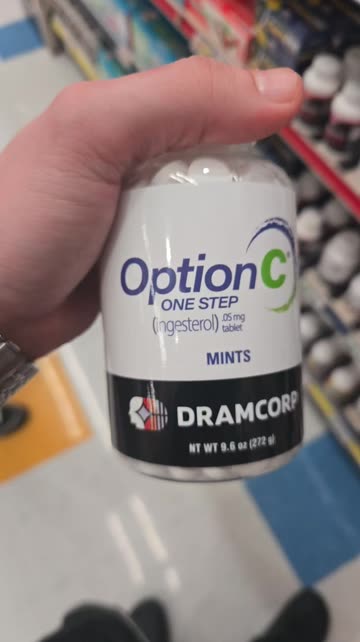 Option C®
ONE STEP
(ingesterol) .05 mg tablet
MINTS
DRAMCORP
NT WT 9.6 oz (272 g)